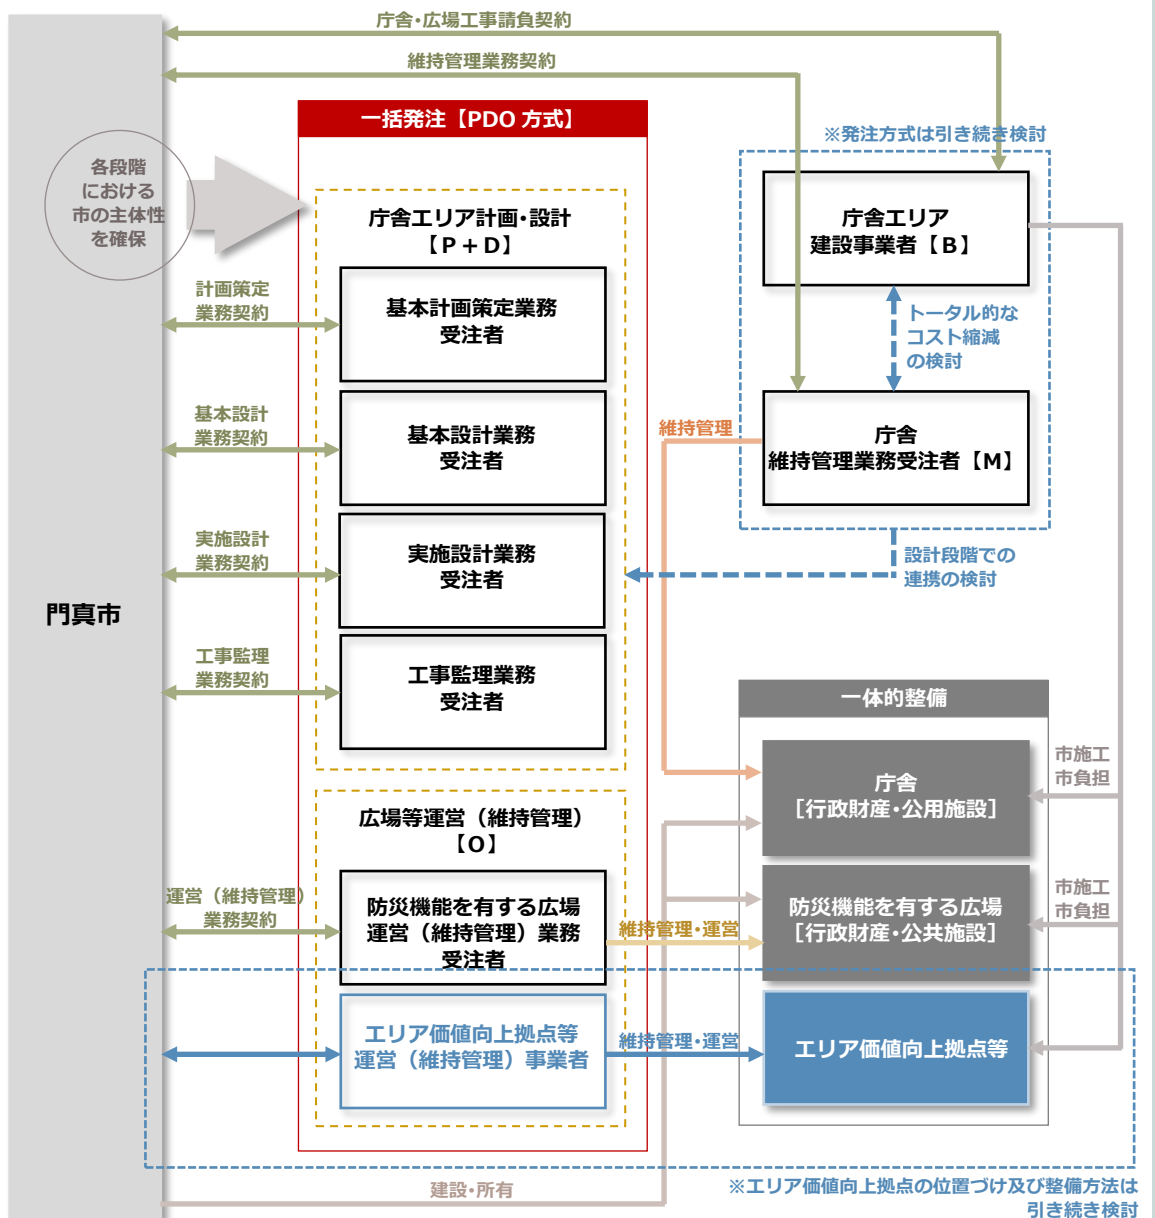 庁舎・広場工事請負契約
維持管理業務契約
一括発注【PDO 方式】
※発注方式は引き続き検討
各段階
における
市の主体性
を確保
庁舎エリア計画・設計
【P＋D】
庁舎エリア
建設事業者【B】
計画策定
業務契約
基本計画策定業務
受注者
トータル的な
コスト縮減
の検討
基本設計
業務契約
基本設計業務
受注者
維持管理
庁舎
維持管理業務受注者【M】
実施設計
業務契約
実施設計業務
受注者
設計段階での
連携の検討
門真市
工事監理
業務契約
工事監理業務
受注者
一体的整備
庁舎
［行政財産・公用施設］
市施工
市負担
広場等運営（維持管理）
【O】
運営（維持管理）
業務契約
防災機能を有する広場
運営（維持管理）業務
受注者
維持管理・運営
防災機能を有する広場
［行政財産・公共施設］
市施工
市負担
エリア価値向上拠点等
運営（維持管理）事業者
維持管理・運営
エリア価値向上拠点等
建設・所有
※エリア価値向上拠点の位置づけ及び整備方法は
引き続き検討